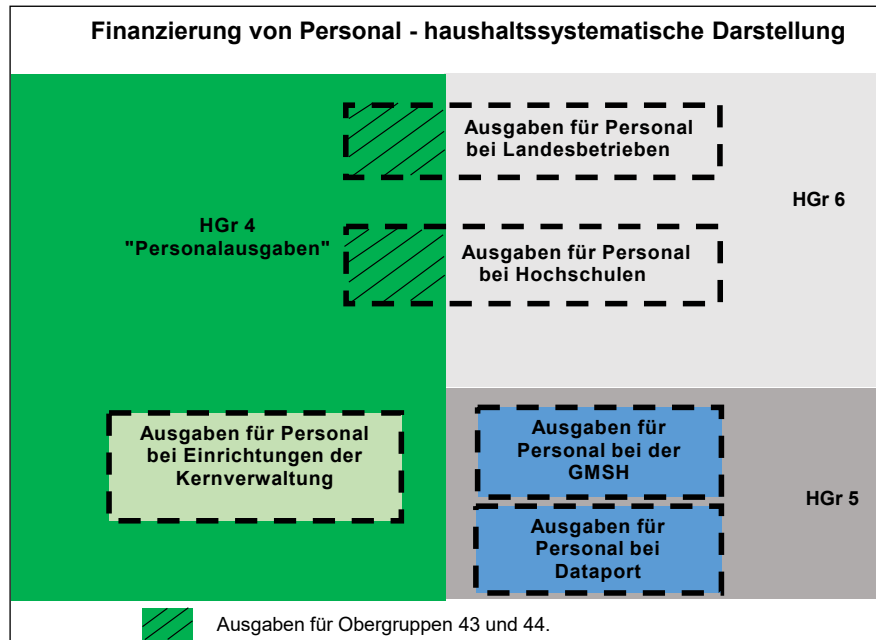 Finanzierung von Personal - haushaltssystematische Darstellung
Ausgaben für Personal
bei Landesbetrieben
HGr 6
HGr 4
"Personalausgaben"
Ausgaben für Personal
bei Hochschulen
Ausgaben für Personal
bei Einrichtungen der
Kernverwaltung
Ausgaben für
Personal bei der
GMSH
HGr 5
Ausgaben für
Personal bei
Dataport
Ausgaben für Obergruppen 43 und 44.